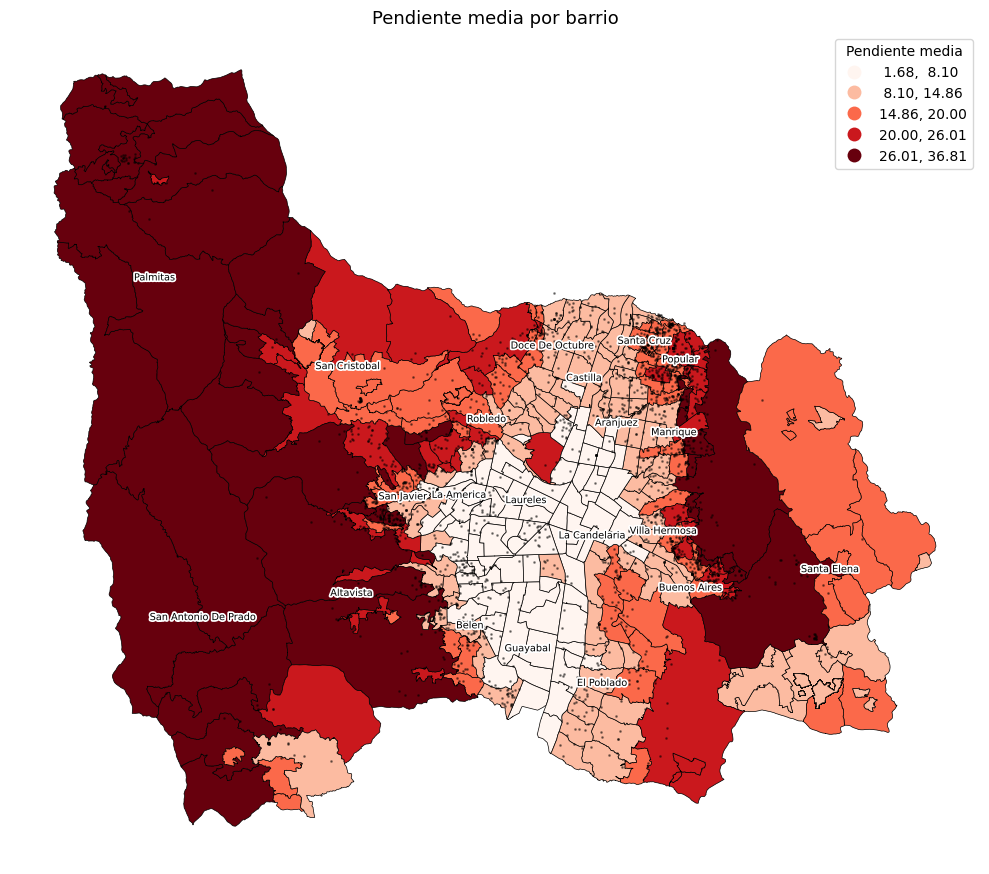 Pendiente media por barrio
Pendiente media
1.68, 8.10
8.10, 14.86
14.86, 20.00
20.00, 26.01
26.01, 36.81
Palmitas
San Cristobal
Doce De Octubre
Santa Cruz
Popular
Castilla
Robledo
Aranjuez
Manrique
San Javier
La America
Laureles
La Candelaria
Villa Hermosa
Santa Elena
Buenos Aires
Altavista
San Antonio De Prado
Belen
Guayabal
El Poblado